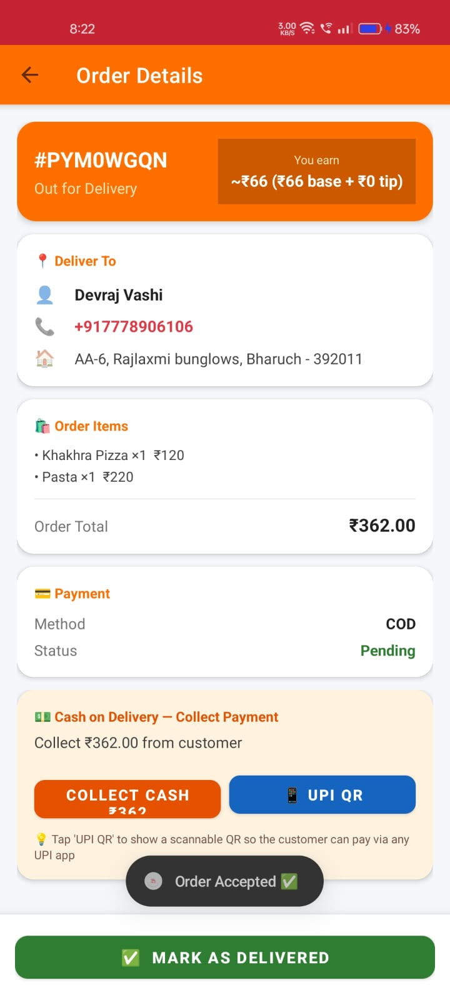 8:22
3.00 KB/S
83%
Order Details
#PYM0WGQN
Out for Delivery
You earn
~₹66 (₹66 base + ₹0 tip)
Deliver To
Devraj Vashi
+917778906106
AA-6, Rajlaxmi bunglows, Bharuch - 392011
Order Items
• Khakhra Pizza ×1 ₹120
• Pasta ×1 ₹220
Order Total ₹362.00
Payment
Method COD
Status Pending
Cash on Delivery — Collect Payment
Collect ₹362.00 from customer
COLLECT CASH
₹362
UPI QR
Tap 'UPI QR' to show a scannable QR so the customer can pay via any
UPI app
Order Accepted ✅
✅ MARK AS DELIVERED